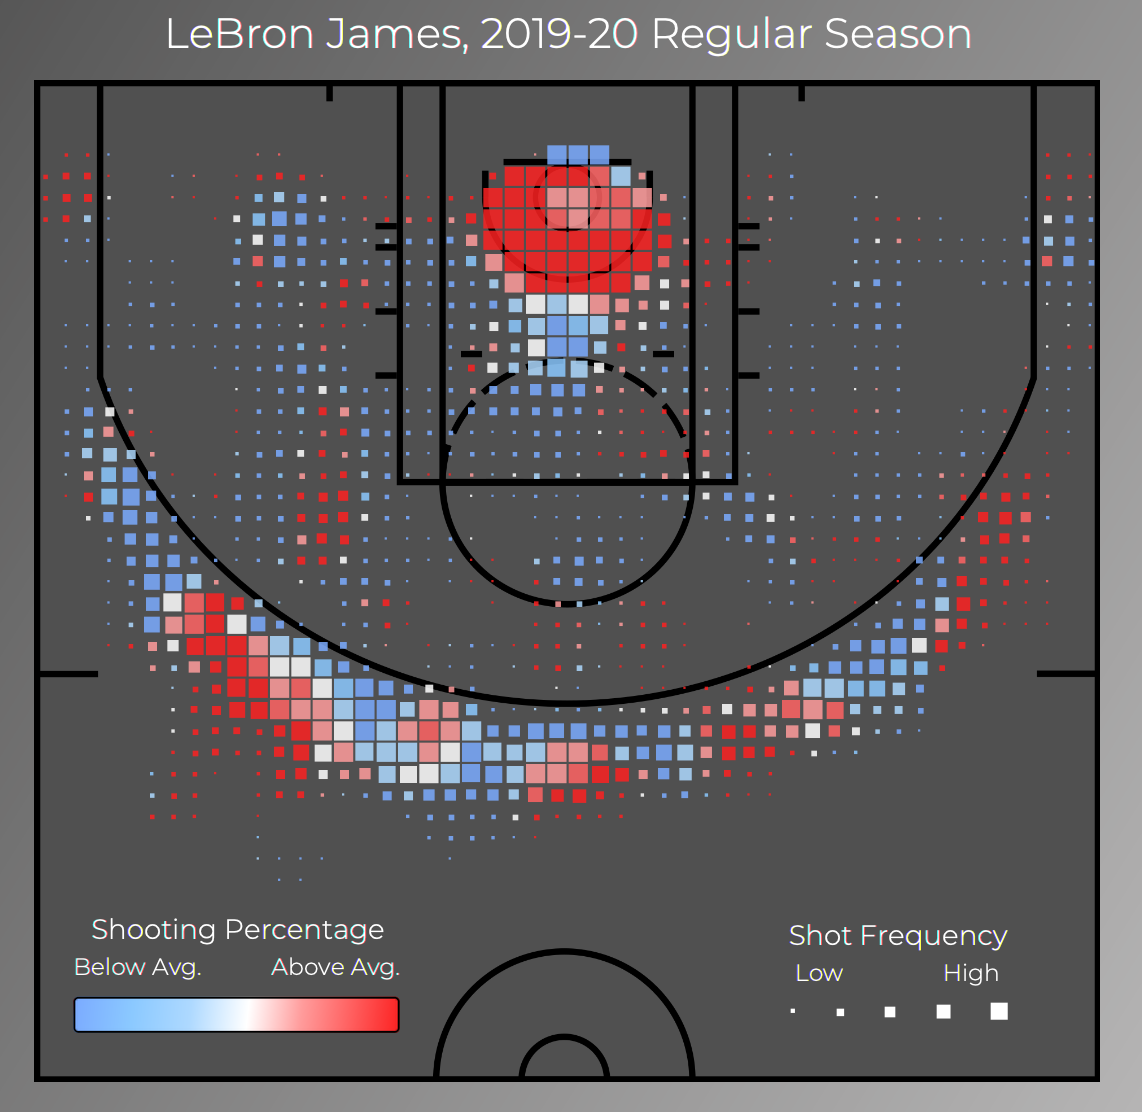 LeBron James, 2019-20 Regular Season
Shooting Percentage
Below Avg. Above Avg.
Shot Frequency
Low High